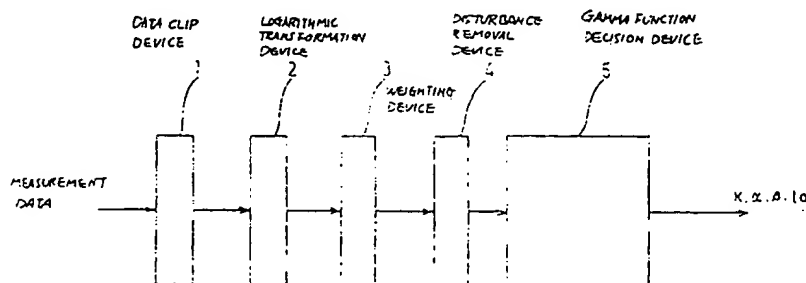 DATA CLIP
DEVICE
1
LOGARITHMIC
TRANSFORMATION
DEVICE
2
3
WEIGHTING
DEVICE
DISTURBANCE
REMOVAL
DEVICE
4
GAMMA FUNCTION
DECISION DEVICE
5
MEASUREMENT
DATA